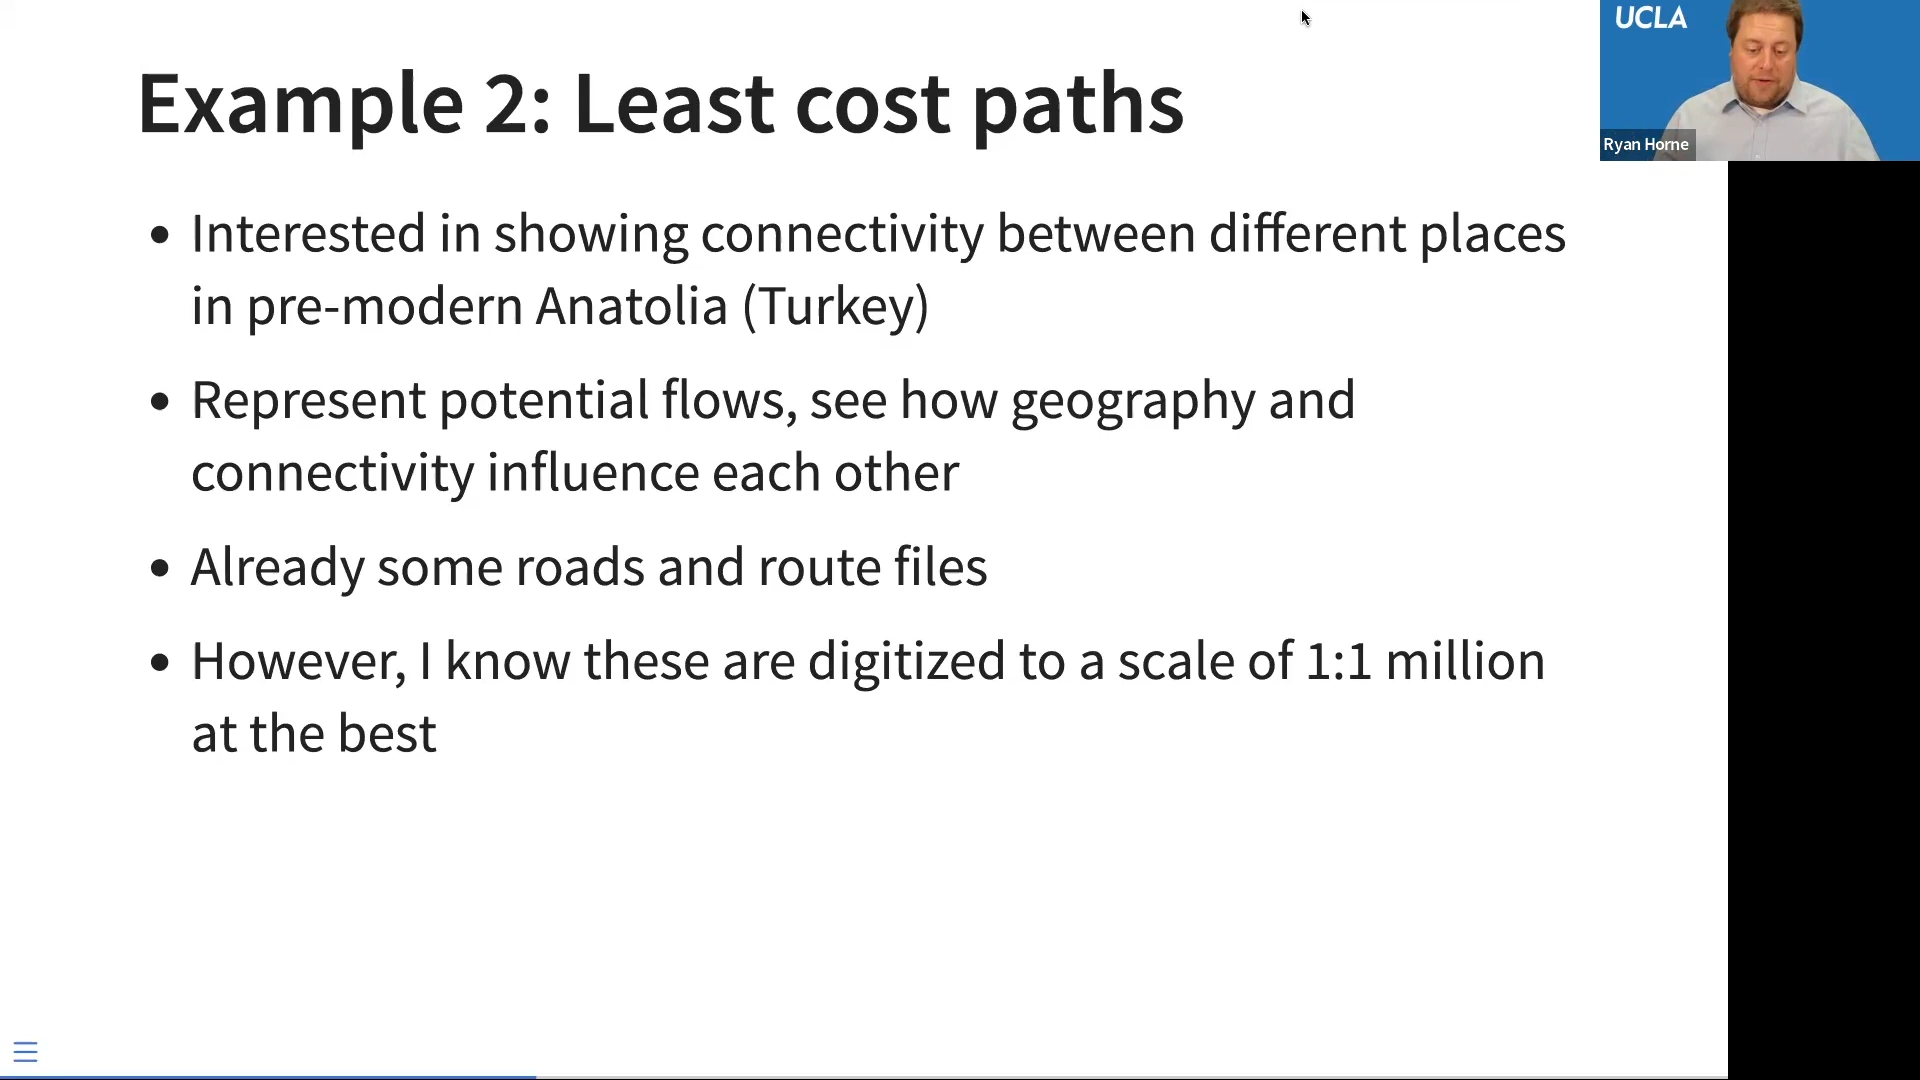 UCLA
Ryan Horne
Example 2: Least cost paths
• Interested in showing connectivity between different places
in pre-modern Anatolia (Turkey)
• Represent potential flows, see how geography and
connectivity influence each other
• Already some roads and route files
• However, I know these are digitized to a scale of 1:1 million
at the best